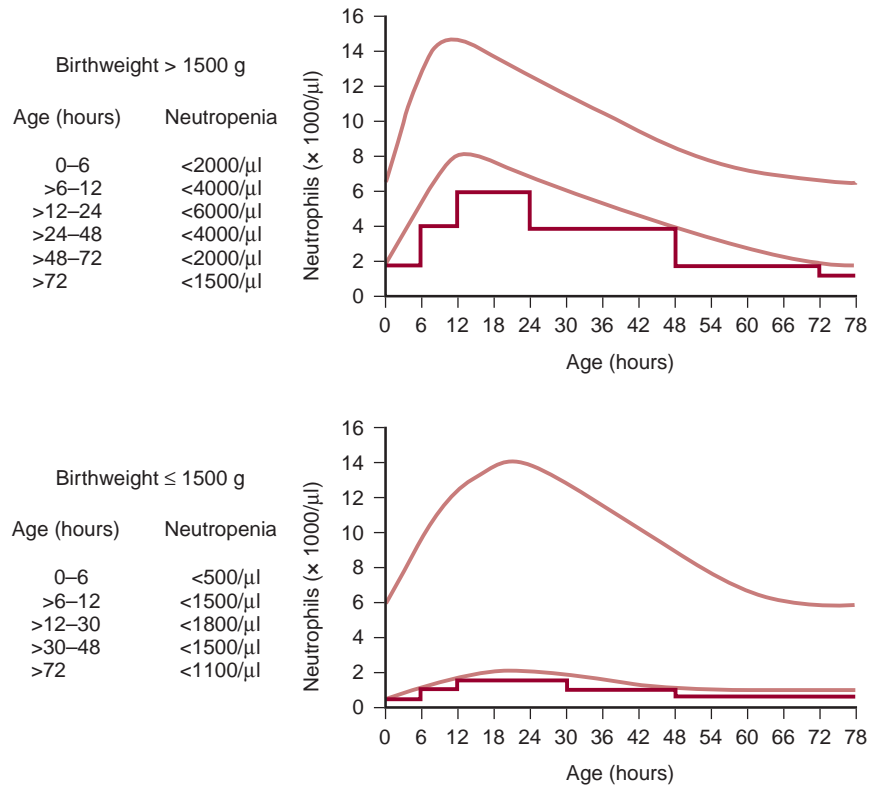 Birthweight > 1500 g
Age (hours) Neutropenia
0–6 <2000/μl
>6–12 <4000/μl
>12–24 <6000/μl
>24–48 <4000/μl
>48–72 <2000/μl
>72 <1500/μl
Neutrophils (× 1000/μl)
16
14
12
10
8
6
4
2
0
0 6 12 18 24 30 36 42 48 54 60 66 72 78
Age (hours)
Birthweight ≤ 1500 g
Age (hours) Neutropenia
0–6 <500/μl
>6–12 <1500/μl
>12–30 <1800/μl
>30–48 <1500/μl
>72 <1100/μl
Neutrophils (× 1000/μl)
16
14
12
10
8
6
4
2
0
0 6 12 18 24 30 36 42 48 54 60 66 72 78
Age (hours)